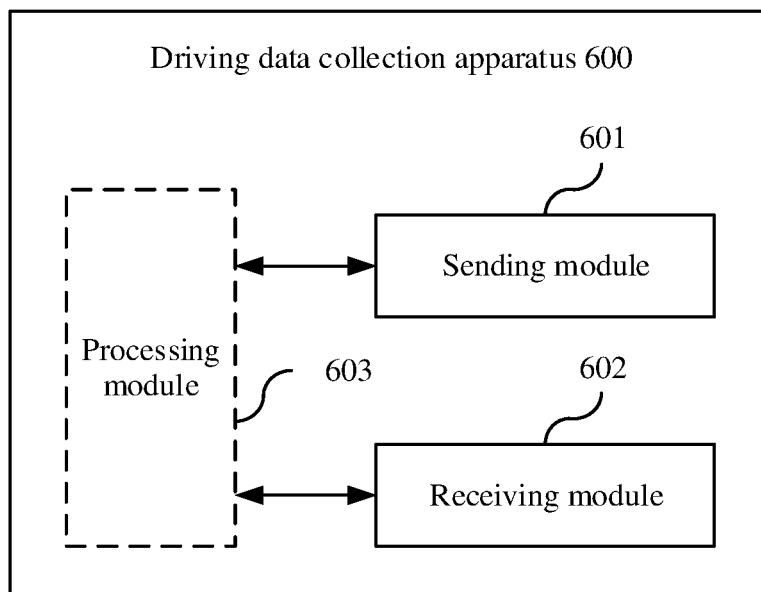 Driving data collection apparatus 600
601
Sending module
Processing
module
603
602
Receiving module